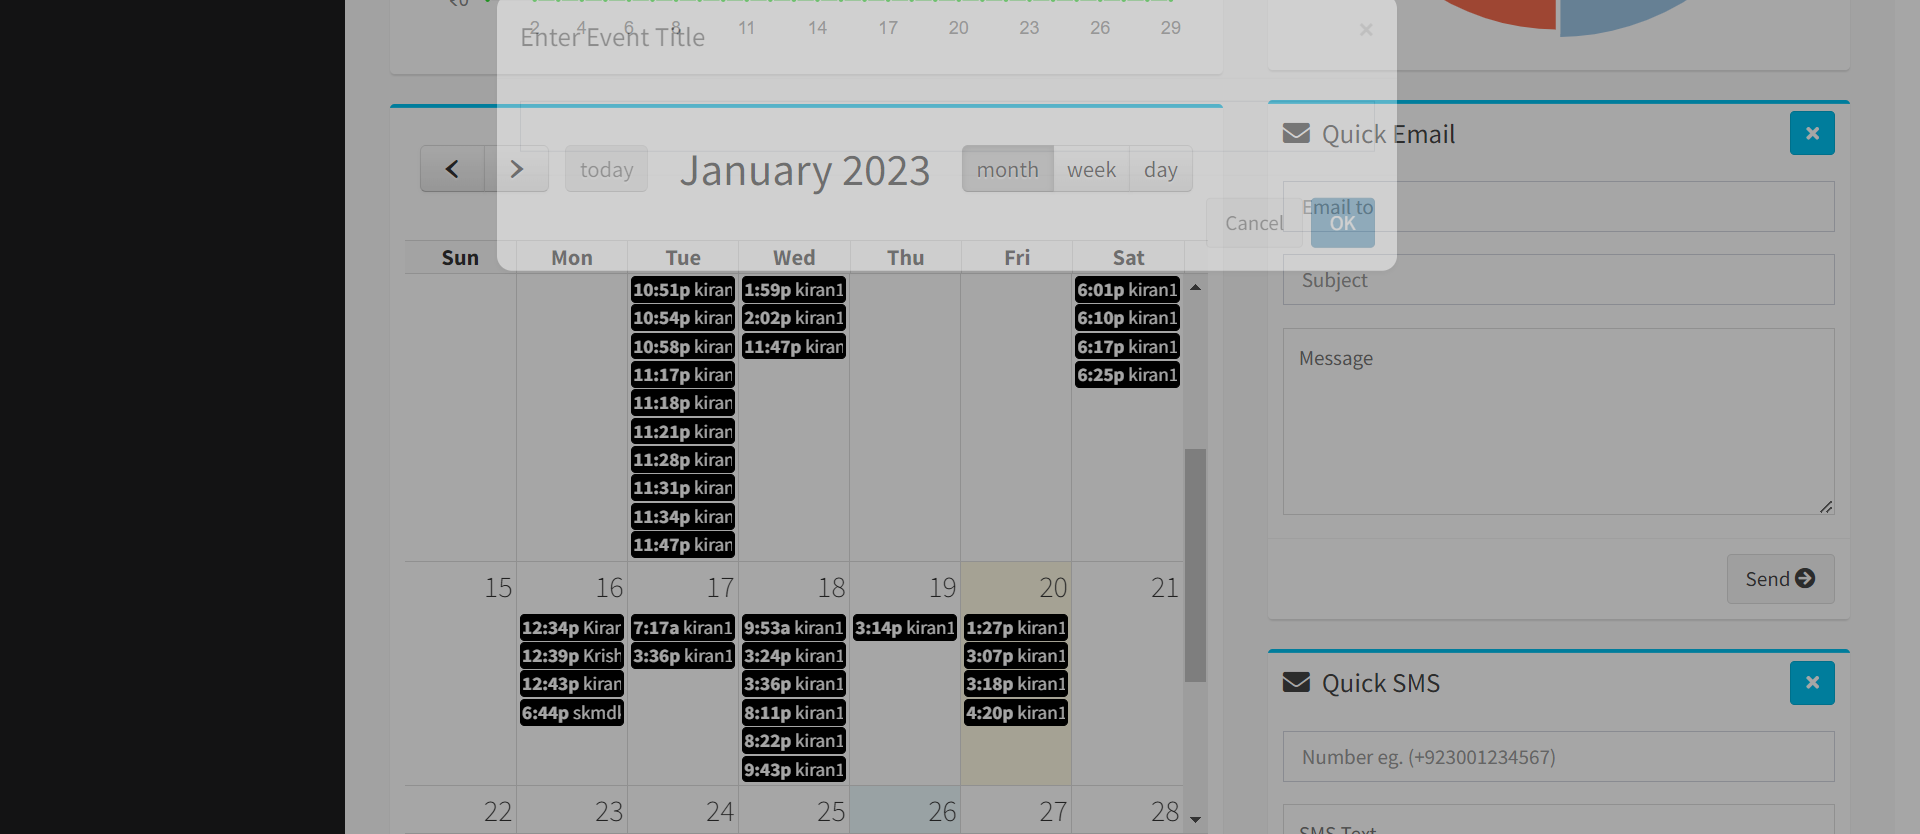 ₹0
2 4 6 8 11 14 17 20 23 26 29
Enter Event Title
×
today
January 2023
month week day
Cancel OK
Sun Mon Tue Wed Thu Fri Sat
10:51p kiran
10:54p kiran
10:58p kiran
11:17p kiran
11:18p kiran
11:21p kiran
11:28p kiran
11:31p kiran
11:34p kiran
11:47p kiran
1:59p kiran1
2:02p kiran1
11:47p kiran
6:01p kiran1
6:10p kiran1
6:17p kiran1
6:25p kiran1
15 16 17 18 19 20 21
12:34p Kiran
12:39p Krish
12:43p kiran
6:44p skmdl
7:17a kiran1
3:36p kiran1
9:53a kiran1
3:24p kiran1
3:36p kiran1
8:11p kiran1
8:22p kiran1
9:43p kiran1
3:14p kiran1
1:27p kiran1
3:07p kiran1
3:18p kiran1
4:20p kiran1
22 23 24 25 26 27 28
Quick Email
Email to
Subject
Message
Send
Quick SMS
Number eg. (+923001234567)
SMS Text